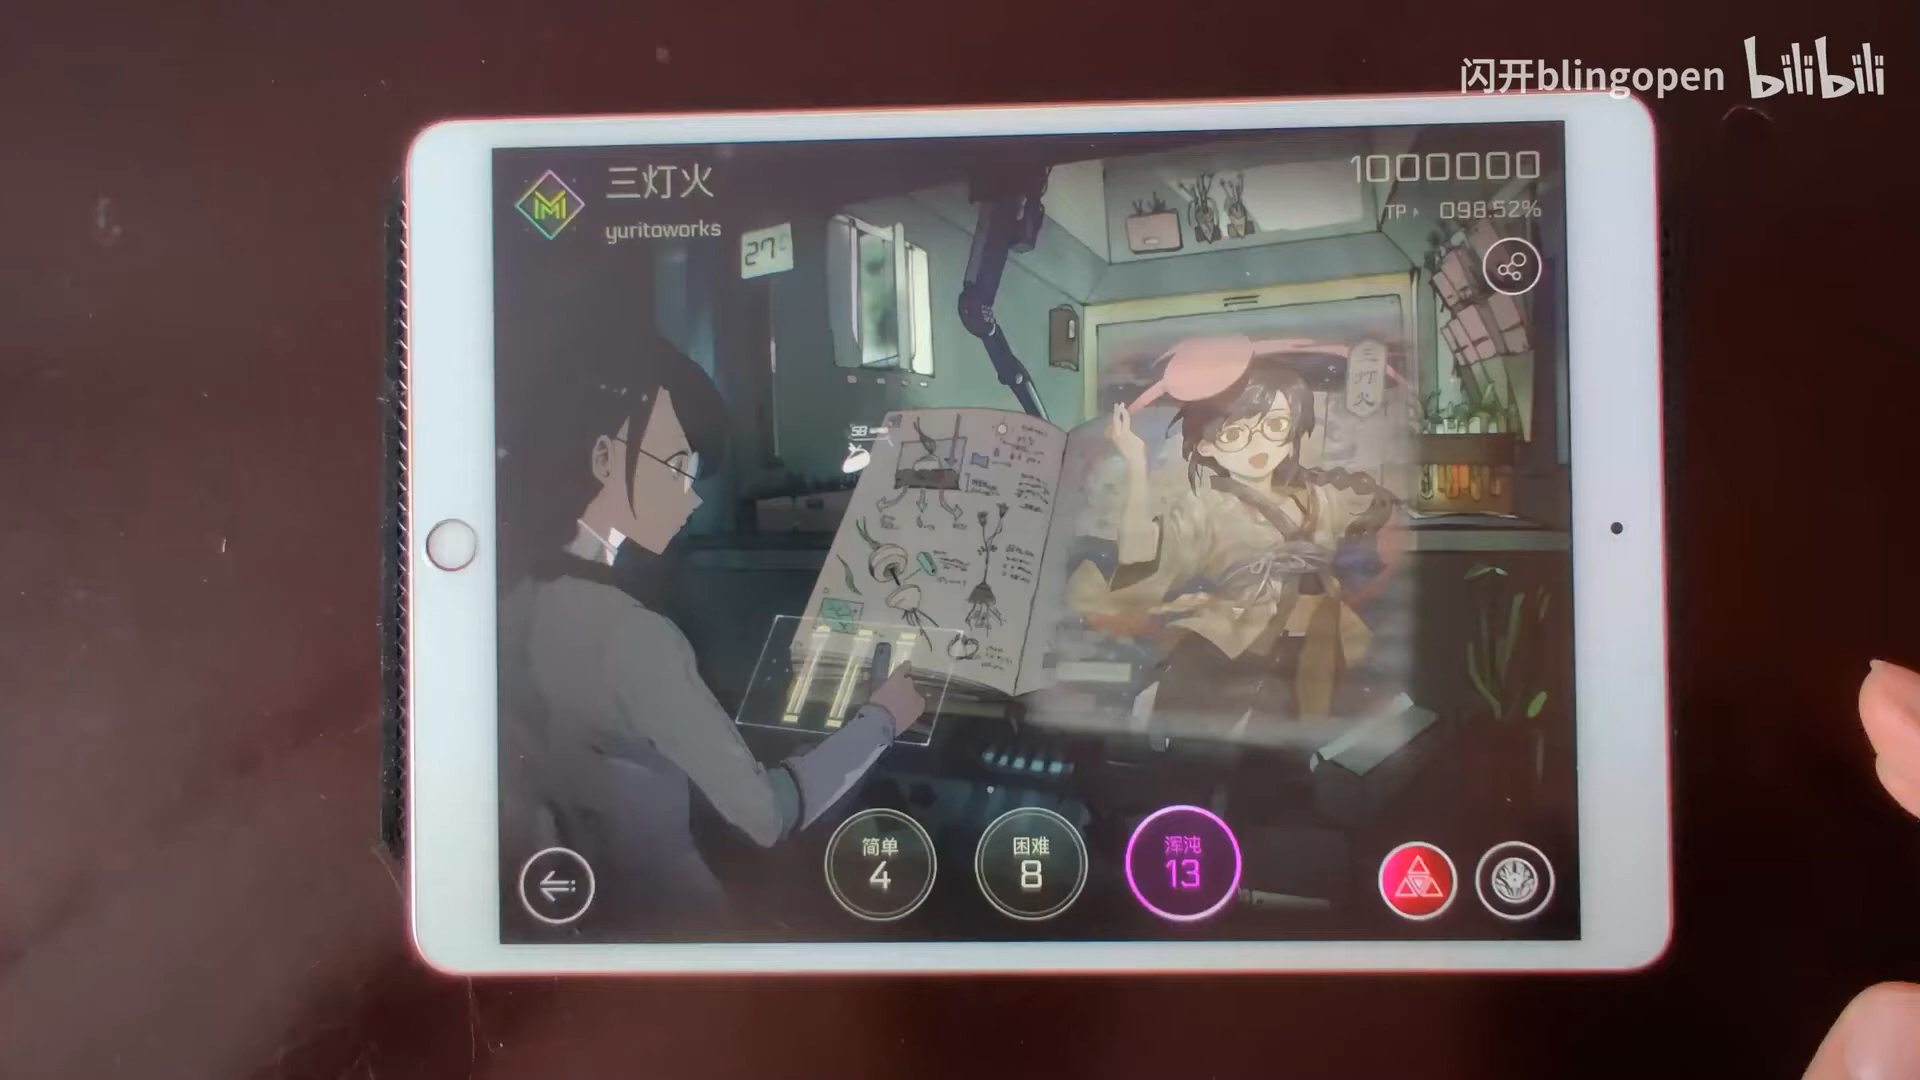 闪开blingopen bilibili
三灯火
yuritoworks
1000000
TP 098.52%
27°
SB
三灯火
简单
4
困难
8
浑沌
13